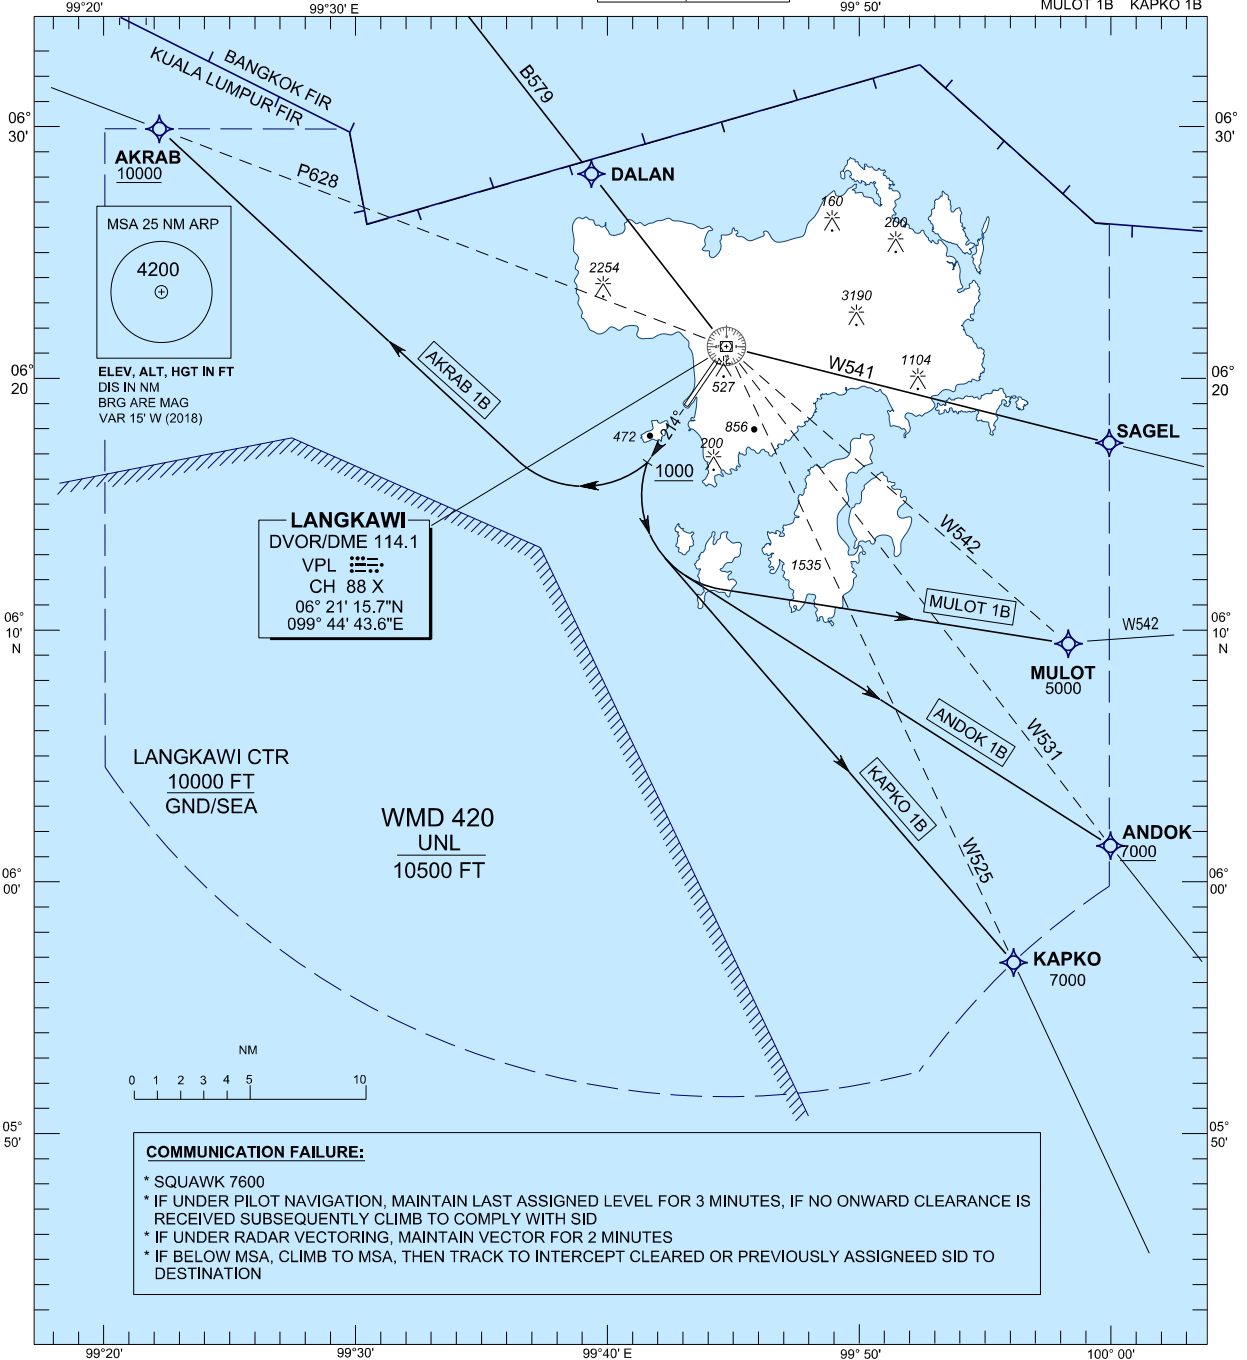 99°20'
99°30' E
99° 50'
MULOT 1B KAPKO 1B
BANGKOK FIR
KUALA LUMPUR FIR
B579
06°
30'
06°
30'
AKRAB
10000
P628
DALAN
MSA 25 NM ARP
4200
160
200
2254
3190
ELEV, ALT, HGT IN FT
DIS IN NM
BRG ARE MAG
VAR 15' W (2018)
AKRAB 1B
W541
1104
527
06°
20
06°
20
SAGEL
472
214°
856
200
1000
LANGKAWI
DVOR/DME 114.1
VPL
CH 88 X
06° 21' 15.7"N
099° 44' 43.6"E
W542
1535
MULOT 1B
W542
06°
10'
N
06°
10'
N
MULOT
5000
ANDOK 1B
W531
LANGKAWI CTR
10000 FT
GND/SEA
KAPKO 1B
WMD 420
UNL
10500 FT
W525
ANDOK
7000
06°
00'
06°
00'
KAPKO
7000
NM
0 1 2 3 4 5 10
05°
50'
05°
50'
COMMUNICATION FAILURE:
* SQUAWK 7600
* IF UNDER PILOT NAVIGATION, MAINTAIN LAST ASSIGNED LEVEL FOR 3 MINUTES, IF NO ONWARD CLEARANCE IS
RECEIVED SUBSEQUENTLY CLIMB TO COMPLY WITH SID
* IF UNDER RADAR VECTORING, MAINTAIN VECTOR FOR 2 MINUTES
* IF BELOW MSA, CLIMB TO MSA, THEN TRACK TO INTERCEPT CLEARED OR PREVIOUSLY ASSIGNEED SID TO
DESTINATION
99°20'
99°30'
99°40' E
99° 50'
100° 00'